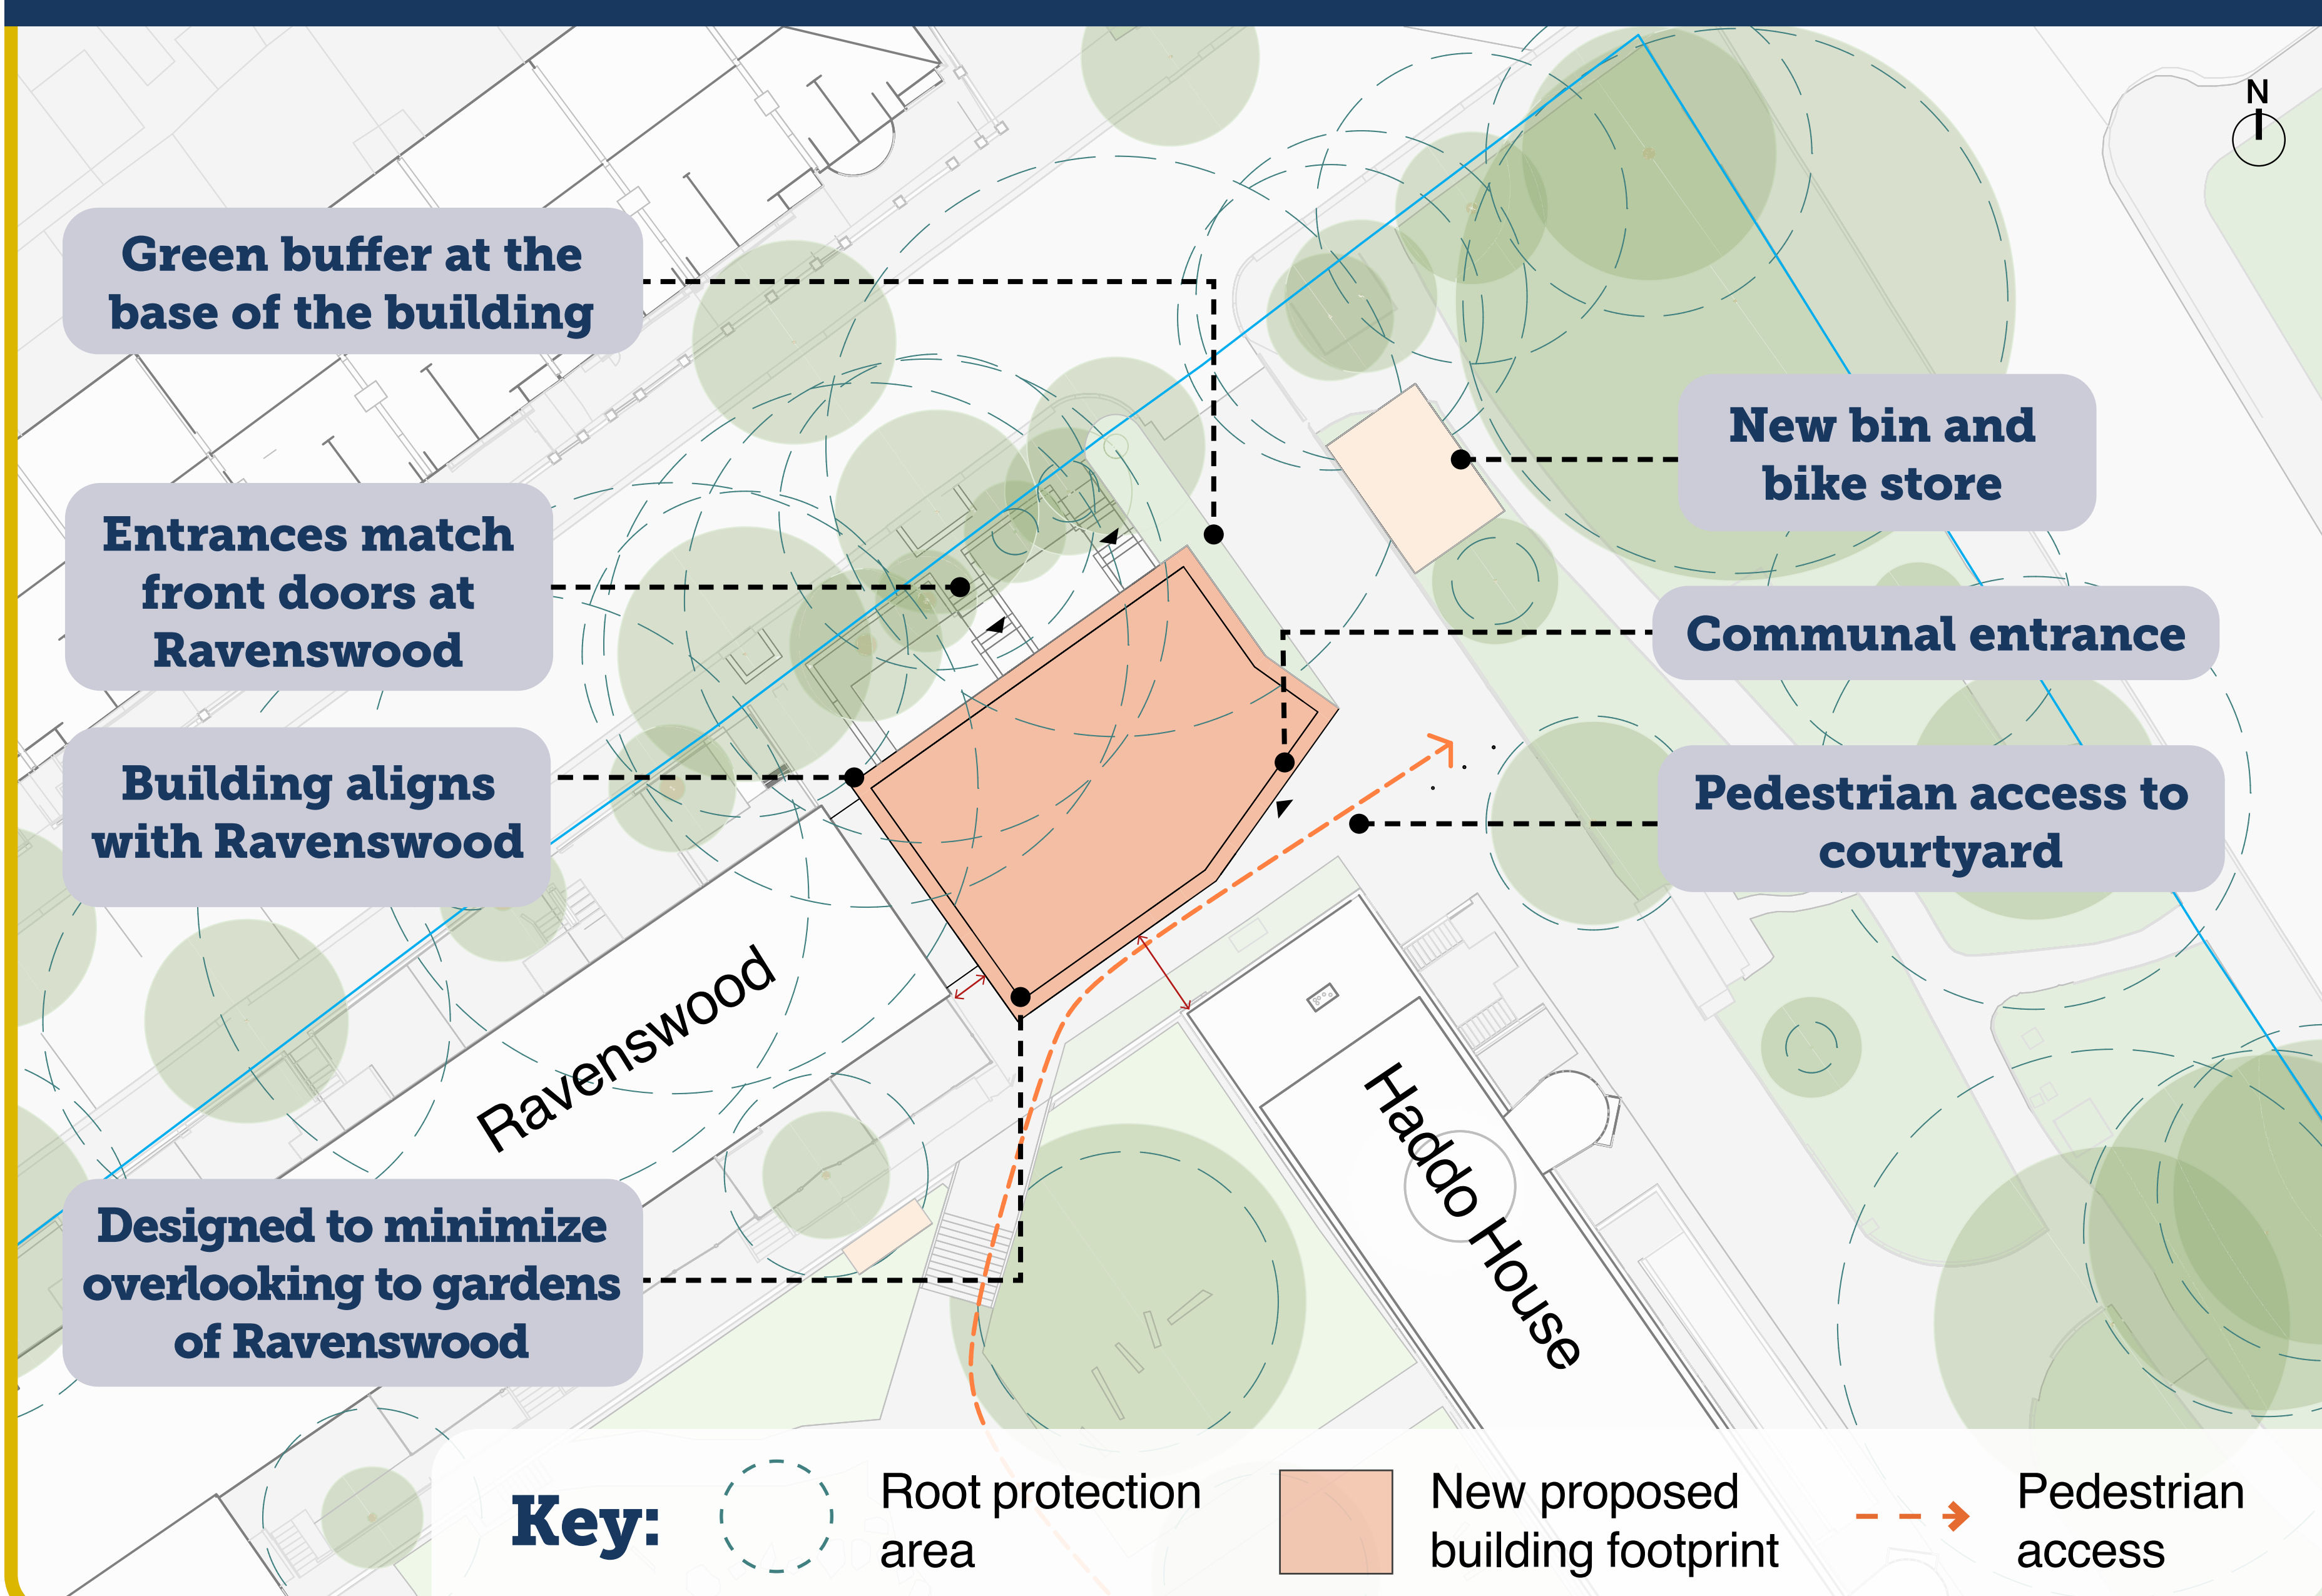 N
Green buffer at the
base of the building
Entrances match
front doors at
Ravenswood
Building aligns
with Ravenswood
Designed to minimize
overlooking to gardens
of Ravenswood
New bin and
bike store
Communal entrance
Pedestrian access to
courtyard
Ravenswood
Haddo House
Key:
Root protection
area
New proposed
building footprint
Pedestrian
access